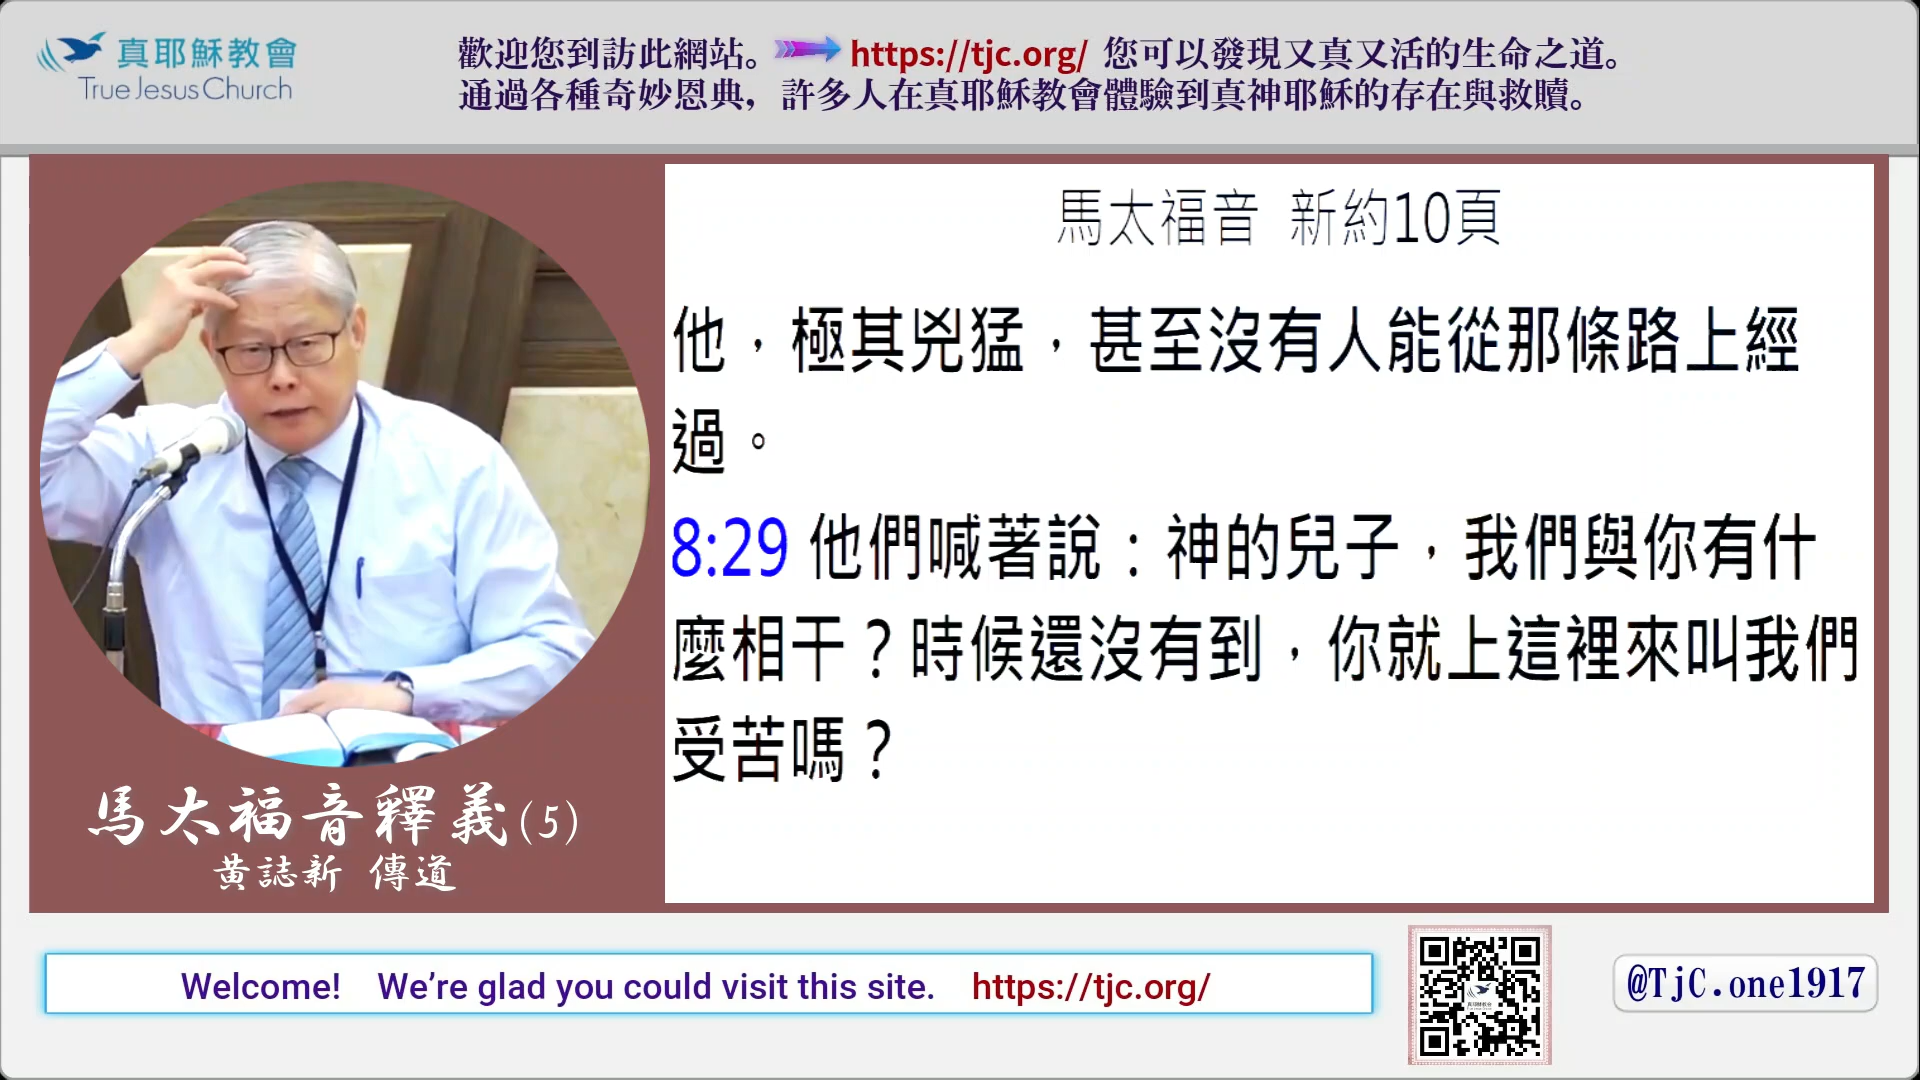 真耶穌教會
True Jesus Church
歡迎您到訪此網站。 https://tjc.org/ 您可以發現又真又活的生命之道。
通過各種奇妙恩典，許多人在真耶穌教會體驗到真神耶穌的存在與救贖。
馬太福音 新約10頁
他，極其兇猛，甚至沒有人能從那條路上經
過。
8:29 他們喊著說：神的兒子，我們與你有什
麼相干？時候還沒有到，你就上這裡來叫我們
受苦嗎？
馬太福音釋義(5)
黄誌新 傳道
Welcome! We’re glad you could visit this site. https://tjc.org/
真耶穌教會
@TjC.one1917